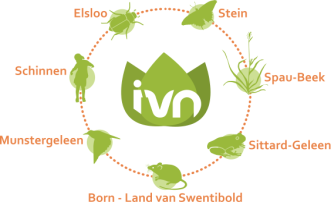 Elsloo
Stein
Schinnen
ivn
Spau-Beek
Munstergeleen
Sittard-Geleen
Born - Land van Swentibold